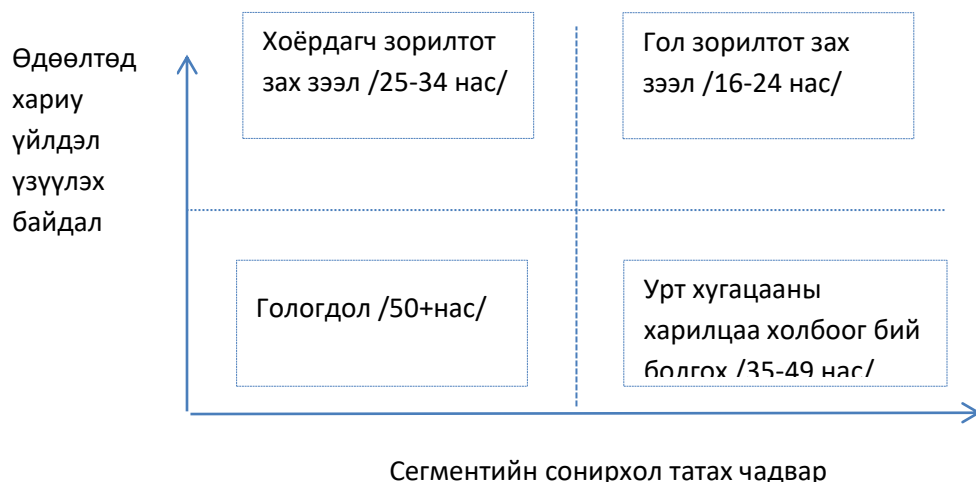 Өдөөлтөд
хариу
үйлдэл
үзүүлэх
байдал
Хоёрдагч зорилтот
зах зээл /25-34 нас/
Гол зорилтот зах
зээл /16-24 нас/
Гологдол /50+нас/
Урт хугацааны
харилцаа холбоог бий
болгох /35-49 нас/
Сегментийн сонирхол татах чадвар